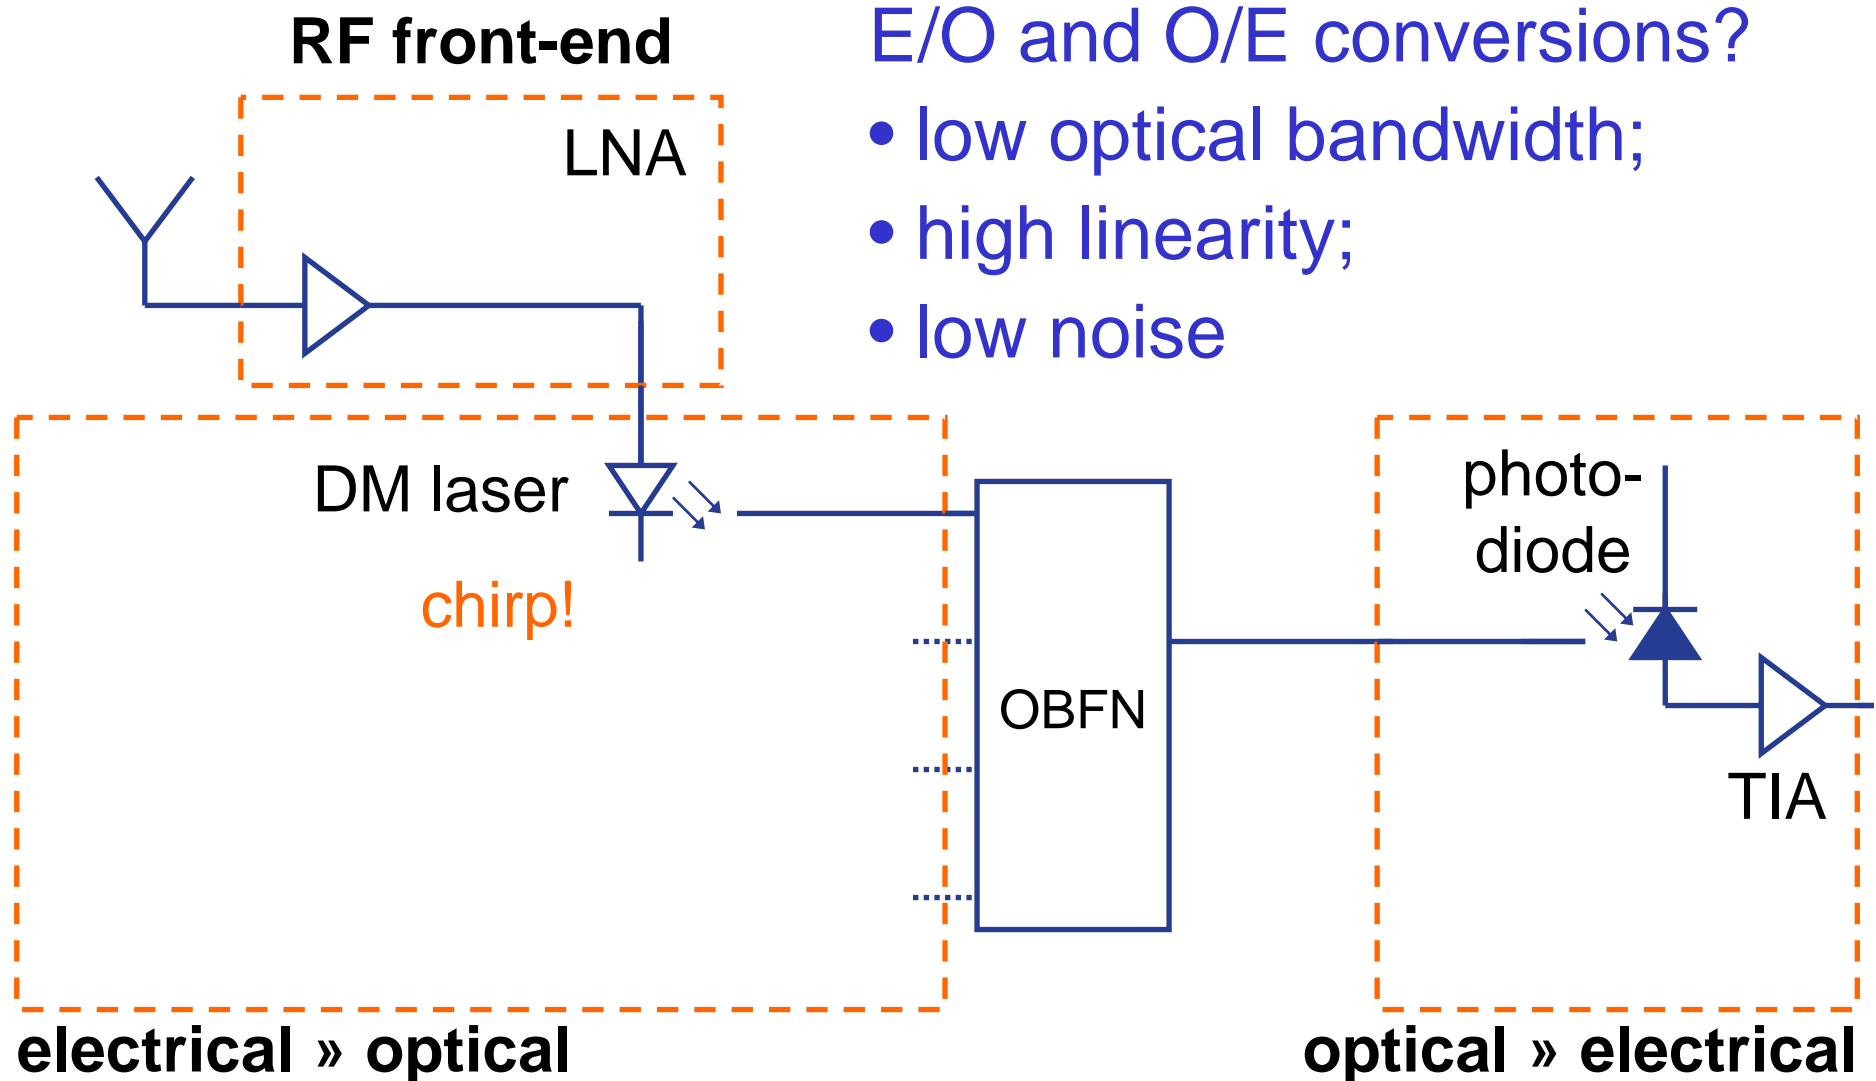 RF front-end
E/O and O/E conversions?
LNA
• low optical bandwidth;
• high linearity;
• low noise
DM laser
chirp!
photo-
diode
OBFN
TIA
electrical » optical
optical » electrical